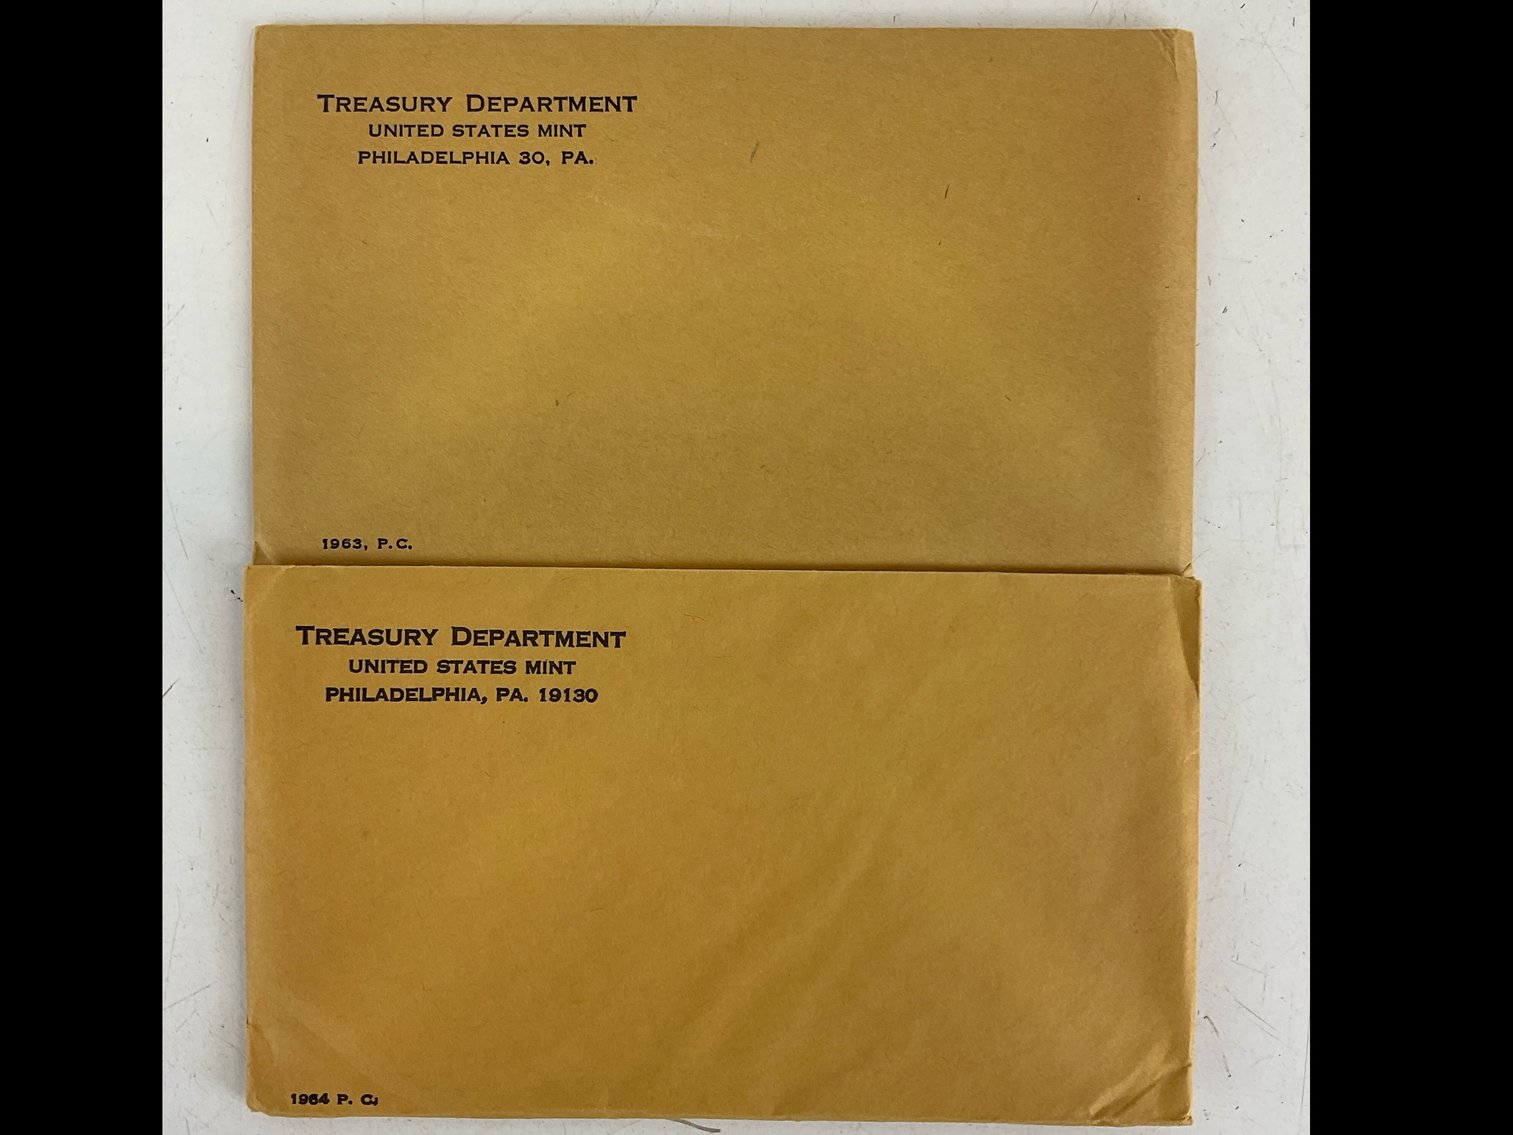 TREASURY DEPARTMENT
UNITED STATES MINT
PHILADELPHIA 30, PA.
1963, P.C.
TREASURY DEPARTMENT
UNITED STATES MINT
PHILADELPHIA, PA. 19130
1964 P. C.